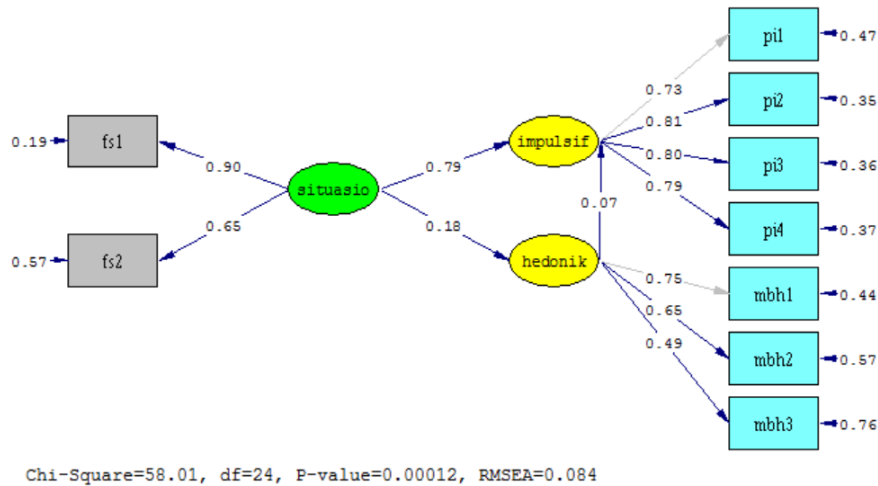 pi1
0.47
0.73
pi2
0.35
0.19
fs1
0.90
0.79
impulsif
0.81
0.80
pi3
0.36
situasio
0.79
0.65
0.07
pi4
0.37
0.18
0.57
fs2
hedonik
0.75
mbh1
0.44
0.65
0.49
mbh2
0.57
mbh3
0.76
Chi-Square=58.01, df=24, P-value=0.00012, RMSEA=0.084